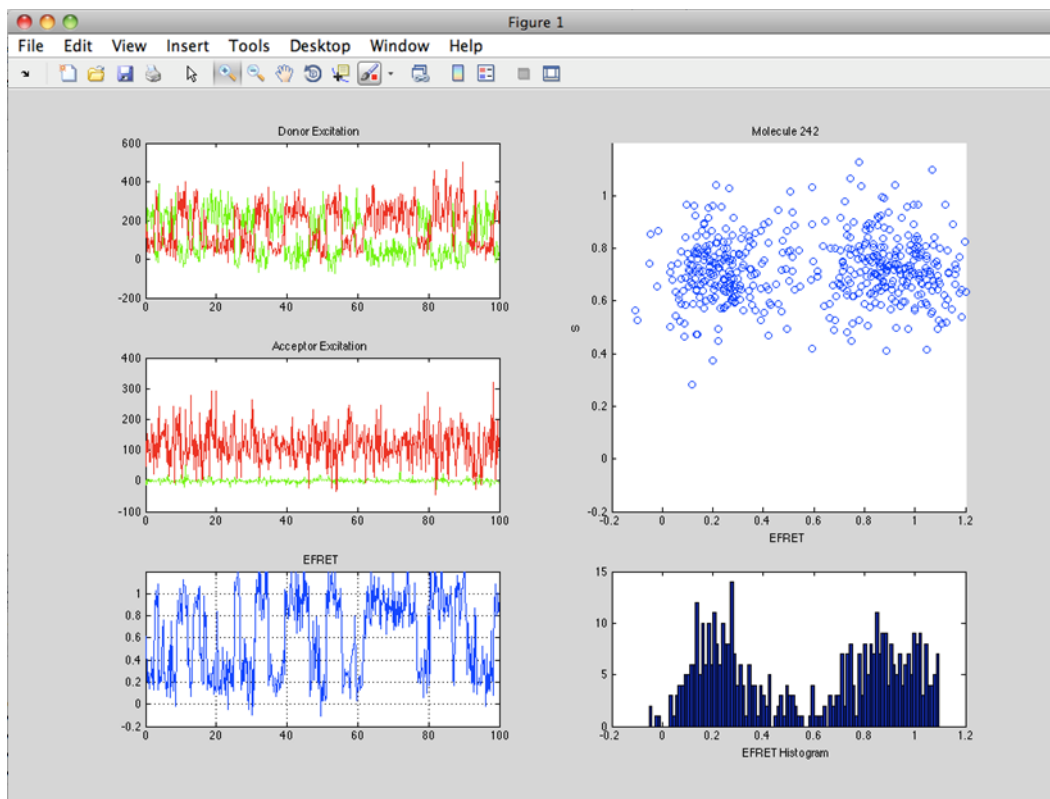 Figure 1
File Edit View Insert Tools Desktop Window Help
Donor Excitation
600
400
200
0
-200
0 20 40 60 80 100
Acceptor Excitation
400
300
200
100
0
-100
0 20 40 60 80 100
EFRET
1
0.8
0.6
0.4
0.2
0
-0.2
0 20 40 60 80 100
Molecule 242
1
0.8
0.6
0.4
0.2
0
-0.2
S
-0.2 0 0.2 0.4 0.6 0.8 1 1.2
EFRET
15
10
5
0
-0.2 0 0.2 0.4 0.6 0.8 1 1.2
EFRET Histogram